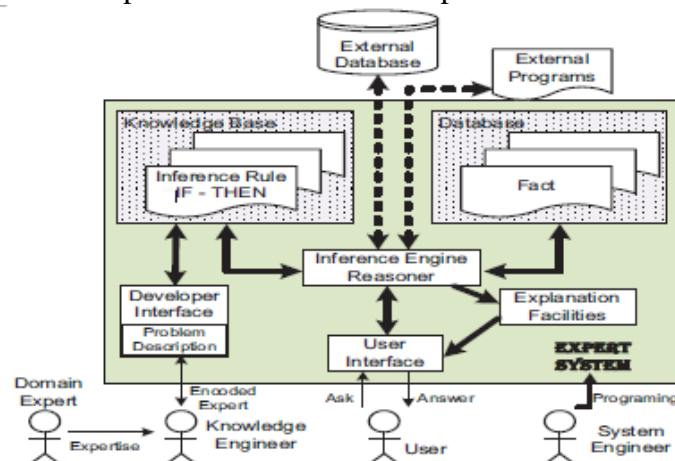 External
Database
External
Programs
Knowledge Base
Database
Inference Rule
IF - THEN
Fact
Inference Engine
Reasoner
Developer
Interface
Problem
Description
Explanation
Facilities
User
Interface
EXPERT
SYSTEM
Domain
Expert
Encoded
Expert
Ask
Answer
Programing
Expertise
Knowledge
Engineer
User
System
Engineer